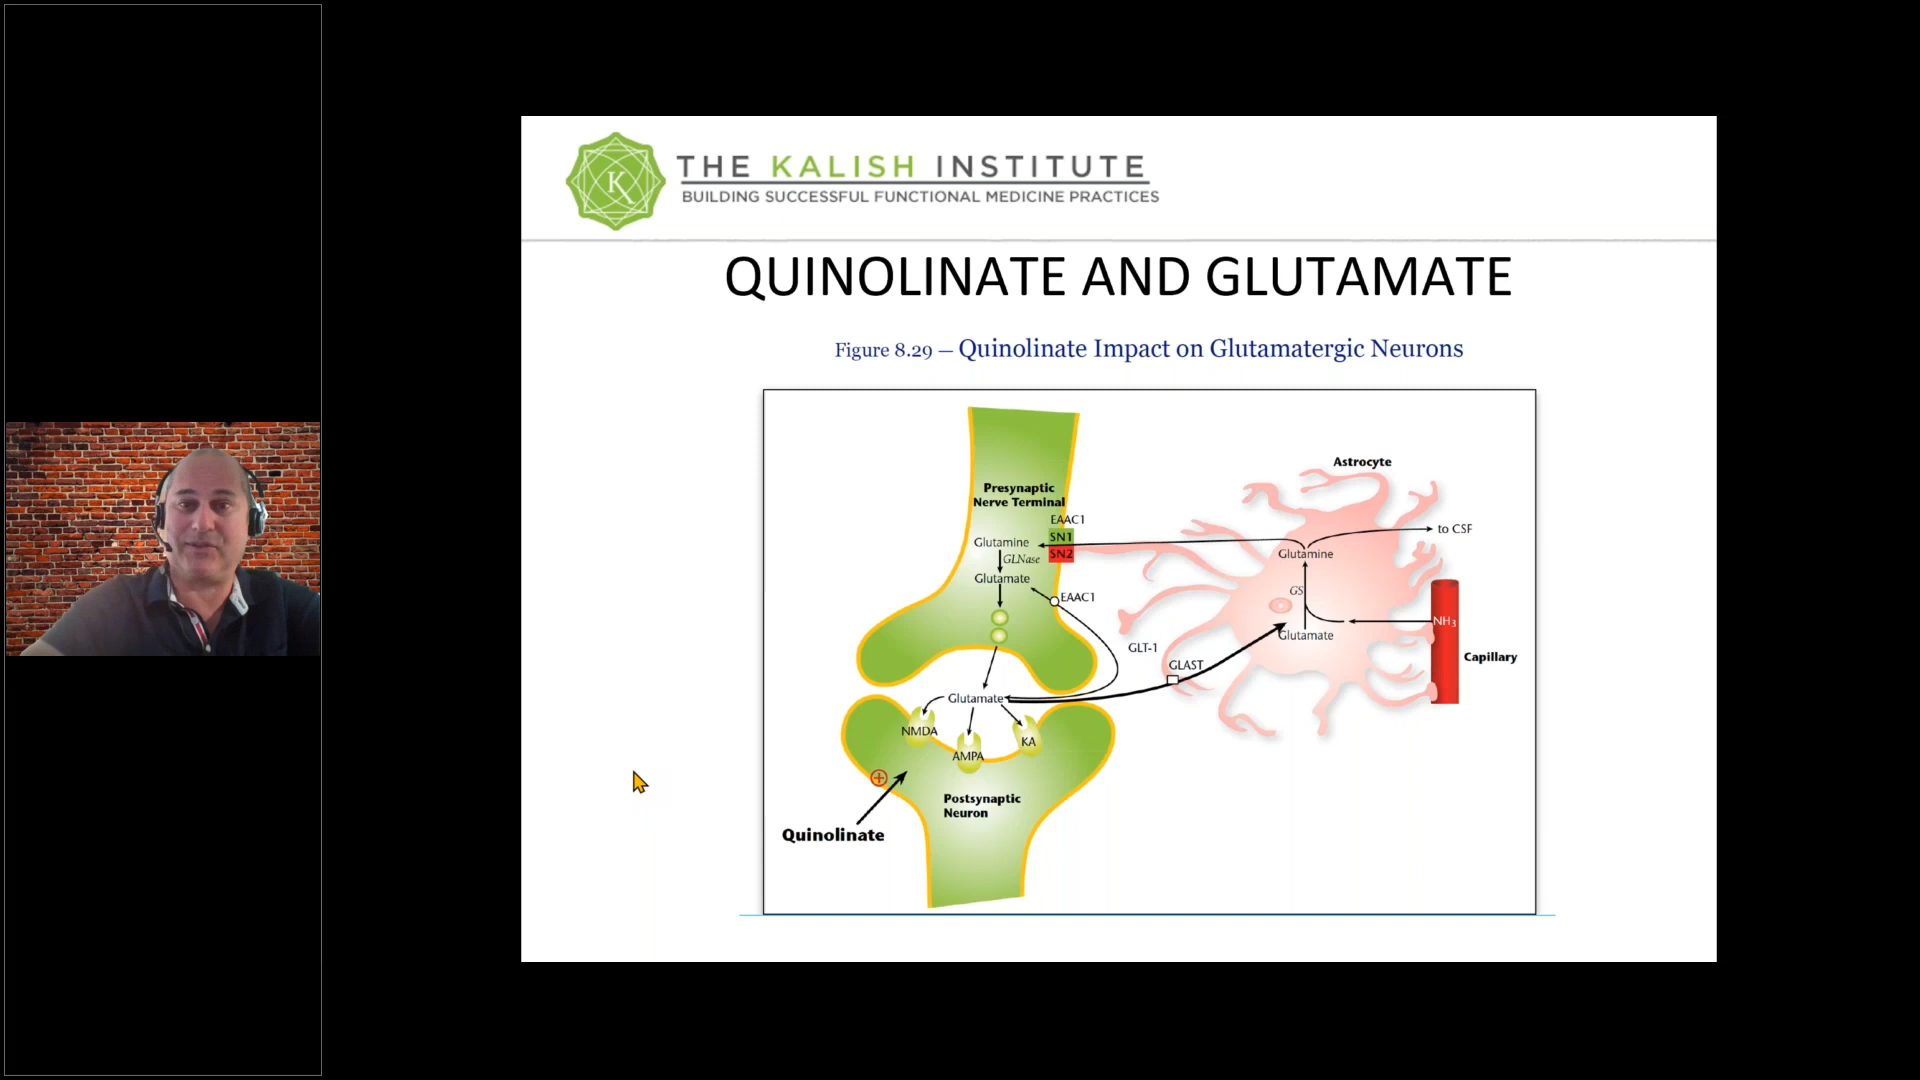 THE KALISH INSTITUTE
BUILDING SUCCESSFUL FUNCTIONAL MEDICINE PRACTICES
K
QUINOLINATE AND GLUTAMATE
Figure 8.29 — Quinolinate Impact on Glutamatergic Neurons
Astrocyte
Presynaptic
Nerve Terminal
EAAC1
SN1
SN2
Glutamine
GLNase
Glutamate
EAAC1
to CSF
Glutamine
GS
Glutamate
NH3
Capillary
GLT-1
GLAST
Glutamate
NMDA
AMPA
KA
Postsynaptic
Neuron
Quinolinate